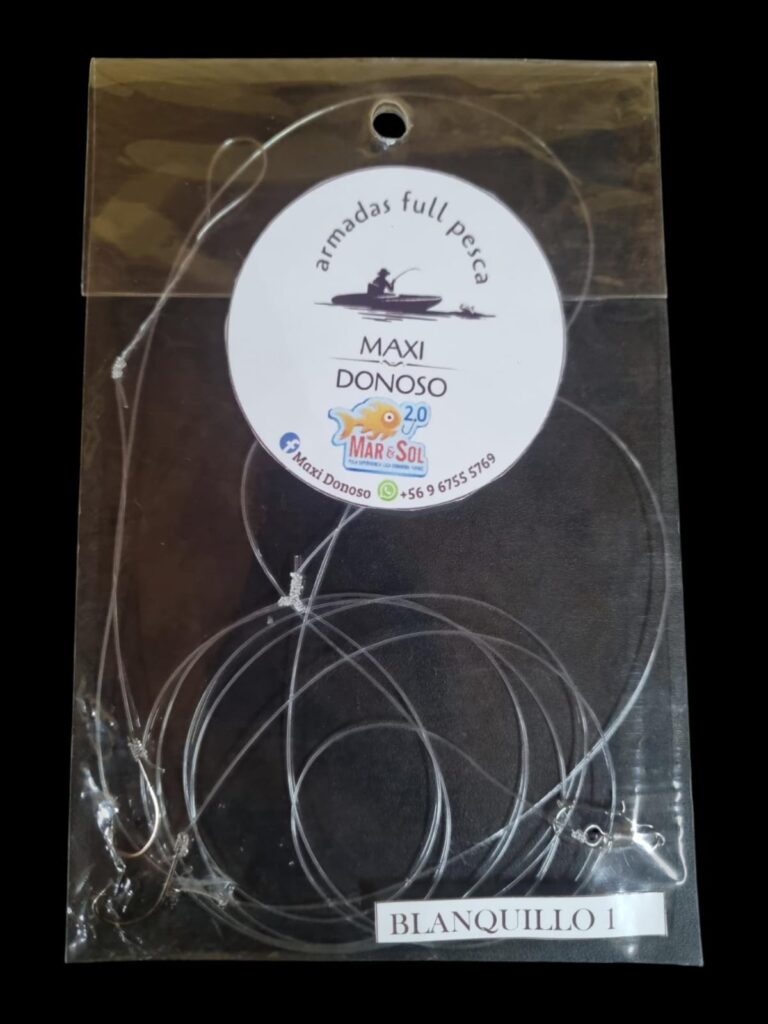 armadas full pesca
MAXI
DONOSO
2.0
MAR & SOL
Maxi Donoso
+56 9 6755 5769
BLANQUILLO 1